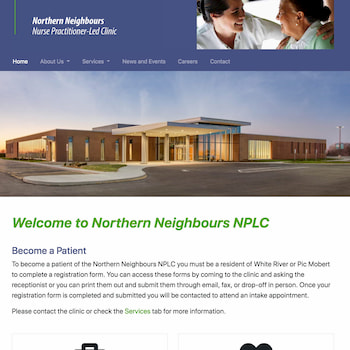 Northern Neighbours
Nurse Practitioner-Led Clinic
Home About Us Services News and Events Careers Contact
Welcome to Northern Neighbours NPLC
Become a Patient
To become a patient of the Northern Neighbours NPLC you must be a resident of White River or Pic Mobert
to complete a registration form. You can access these forms by coming to the clinic and asking the
receptionist or you can print them out and submit them through email, fax, or drop-off in person. Once your
registration form is completed and submitted you will be contacted to attend an intake appointment.
Please contact the clinic or check the Services tab for more information.